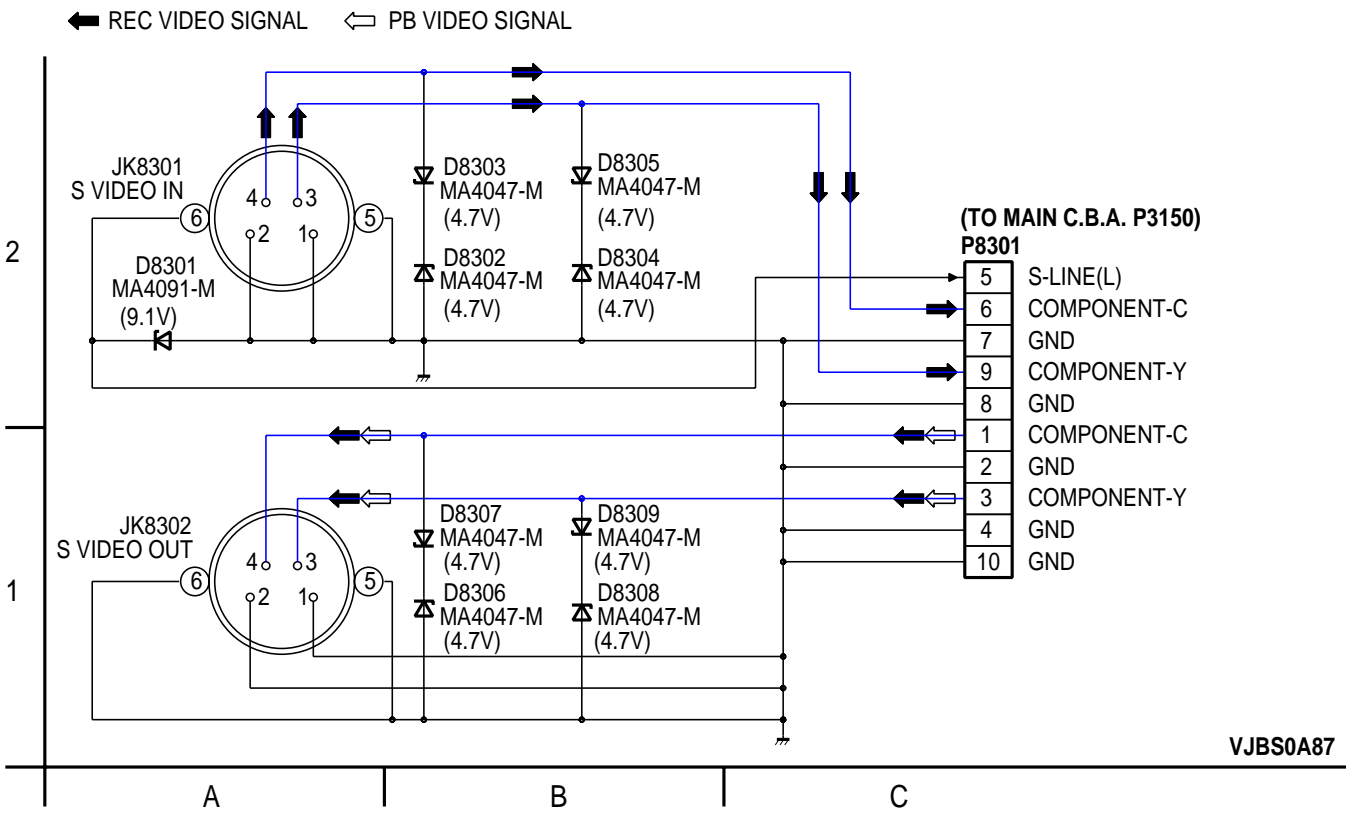 REC VIDEO SIGNAL PB VIDEO SIGNAL
JK8301
S VIDEO IN
4 3
6 5
2 1
D8301
MA4091-M
(9.1V)
D8303
MA4047-M
(4.7V)
D8302
MA4047-M
(4.7V)
D8305
MA4047-M
(4.7V)
D8304
MA4047-M
(4.7V)
(TO MAIN C.B.A. P3150)
P8301
5 S-LINE(L)
6 COMPONENT-C
7 GND
9 COMPONENT-Y
8 GND
1 COMPONENT-C
2 GND
3 COMPONENT-Y
4 GND
10 GND
2
JK8302
S VIDEO OUT
4 3
6 5
2 1
D8307
MA4047-M
(4.7V)
D8306
MA4047-M
(4.7V)
D8309
MA4047-M
(4.7V)
D8308
MA4047-M
(4.7V)
1
VJBS0A87
A B C